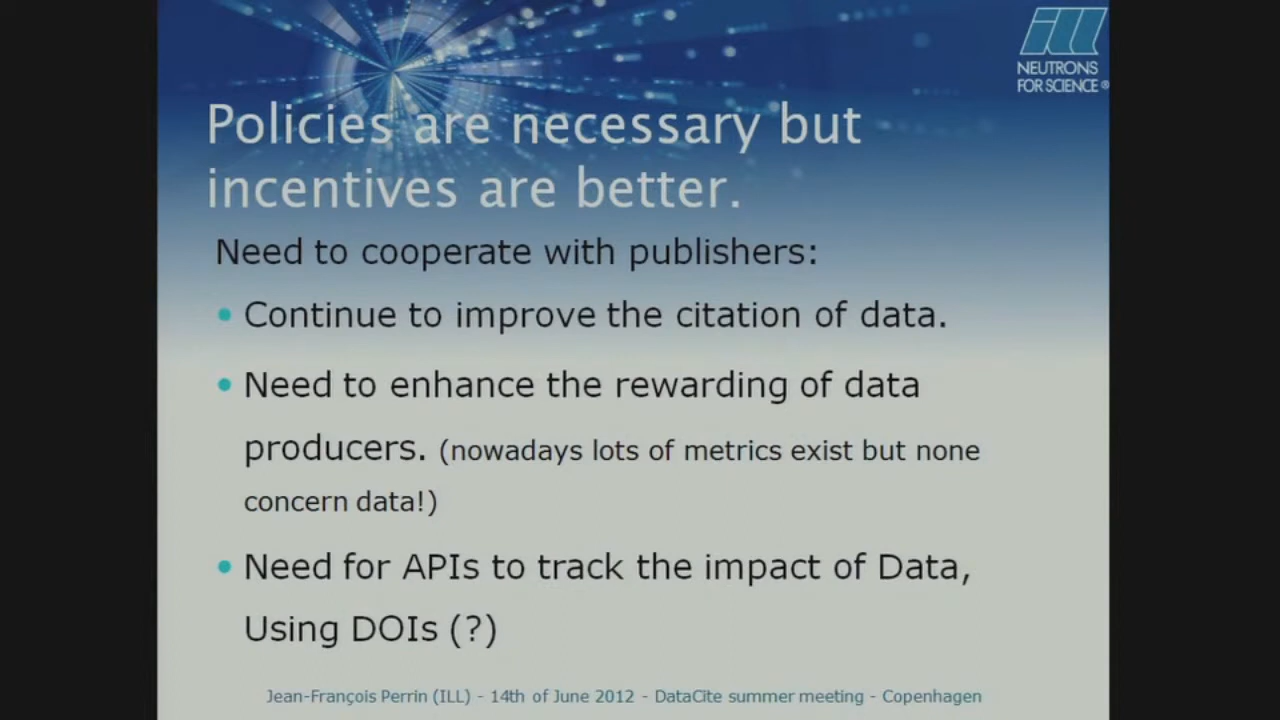 ill
NEUTRONS
FOR SCIENCE®
Policies are necessary but
incentives are better.
Need to cooperate with publishers:
• Continue to improve the citation of data.
• Need to enhance the rewarding of data
producers. (nowadays lots of metrics exist but none
concern data!)
• Need for APIs to track the impact of Data,
Using DOIs (?)
Jean-François Perrin (ILL) - 14th of June 2012 - DataCite summer meeting - Copenhagen